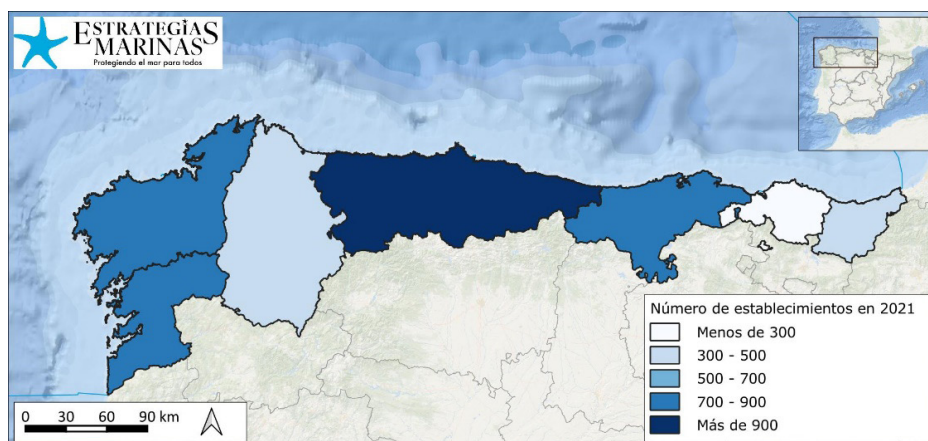 ESTRATEGIAS
MARINAS
Protegiendo el mar para todos
Número de establecimientos en 2021
Menos de 300
300 - 500
500 - 700
700 - 900
Más de 900
0 30 60 90 km